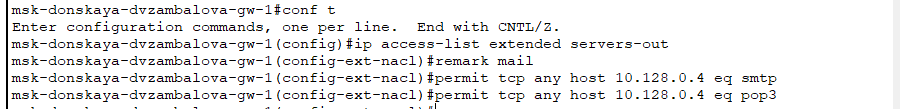 msk-donskaya-dvzambalova-gw-1#conf t
Enter configuration commands, one per line.  End with CNTL/Z.
msk-donskaya-dvzambalova-gw-1(config)#ip access-list extended servers-out
msk-donskaya-dvzambalova-gw-1(config-ext-nacl)#remark mail
msk-donskaya-dvzambalova-gw-1(config-ext-nacl)#permit tcp any host 10.128.0.4 eq smtp
msk-donskaya-dvzambalova-gw-1(config-ext-nacl)#permit tcp any host 10.128.0.4 eq pop3